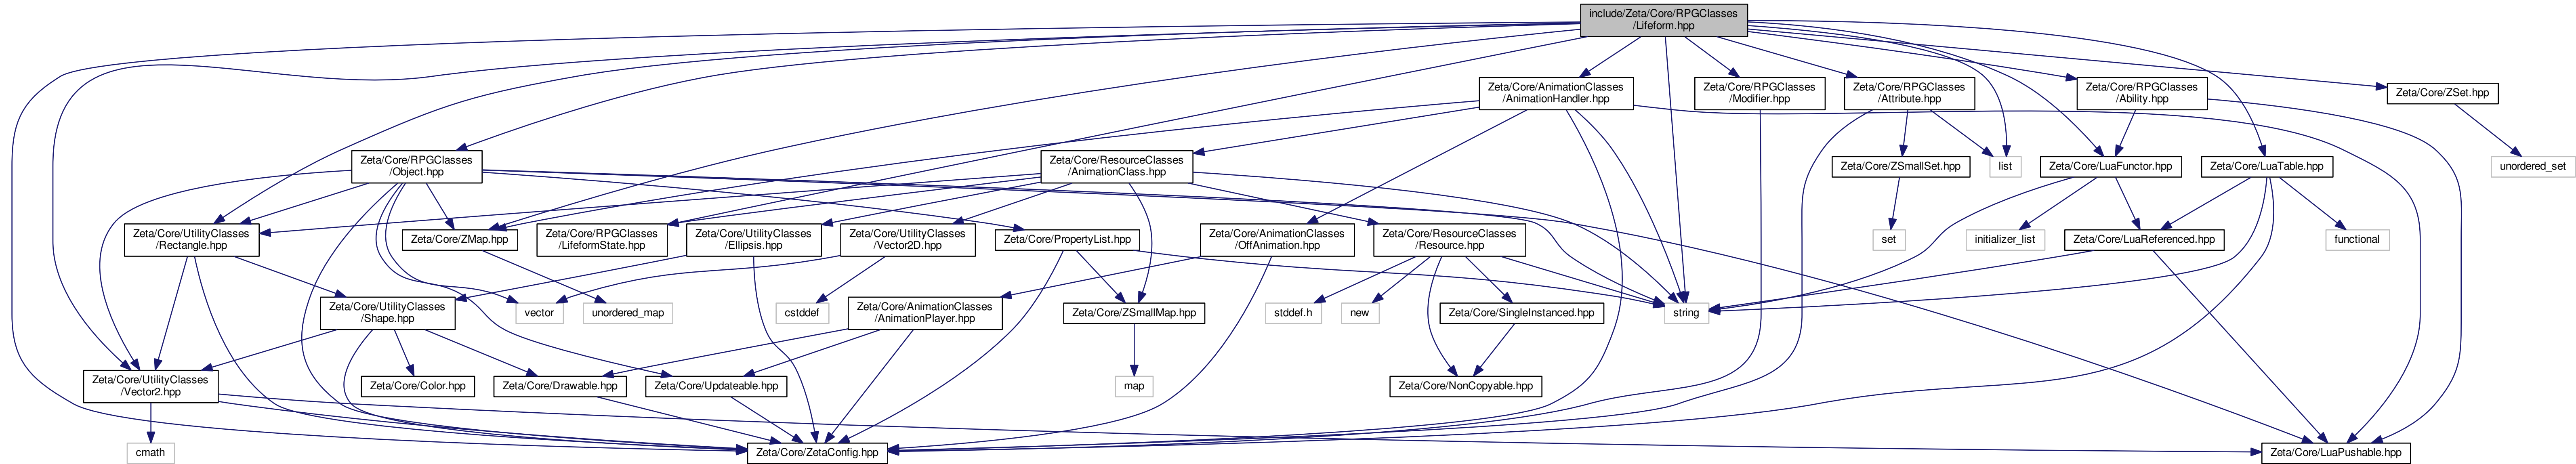 include/Zeta/Core/RPGClasses
/Lifeform.hpp
Zeta/Core/AnimationClasses
/AnimationHandler.hpp
Zeta/Core/RPGClasses
/Modifier.hpp
Zeta/Core/RPGClasses
/Attribute.hpp
Zeta/Core/RPGClasses
/Ability.hpp
Zeta/Core/ZSet.hpp
Zeta/Core/RPGClasses
/Object.hpp
Zeta/Core/ResourceClasses
/AnimationClass.hpp
Zeta/Core/ZSmallSet.hpp
list
Zeta/Core/LuaFunctor.hpp
Zeta/Core/LuaTable.hpp
unordered_set
Zeta/Core/UtilityClasses
/Rectangle.hpp
Zeta/Core/ZMap.hpp
Zeta/Core/RPGClasses
/LifeformState.hpp
Zeta/Core/UtilityClasses
/Ellipsis.hpp
Zeta/Core/UtilityClasses
/Vector2D.hpp
Zeta/Core/PropertyList.hpp
Zeta/Core/AnimationClasses
/OffAnimation.hpp
Zeta/Core/ResourceClasses
/Resource.hpp
set
initializer_list
Zeta/Core/LuaReferenced.hpp
functional
Zeta/Core/UtilityClasses
/Shape.hpp
vector
unordered_map
cstddef
Zeta/Core/AnimationClasses
/AnimationPlayer.hpp
Zeta/Core/ZSmallMap.hpp
stddef.h
new
Zeta/Core/SingleInstanced.hpp
string
Zeta/Core/UtilityClasses
/Vector2.hpp
Zeta/Core/Color.hpp
Zeta/Core/Drawable.hpp
Zeta/Core/Updateable.hpp
map
Zeta/Core/NonCopyable.hpp
cmath
Zeta/Core/ZetaConfig.hpp
Zeta/Core/LuaPushable.hpp